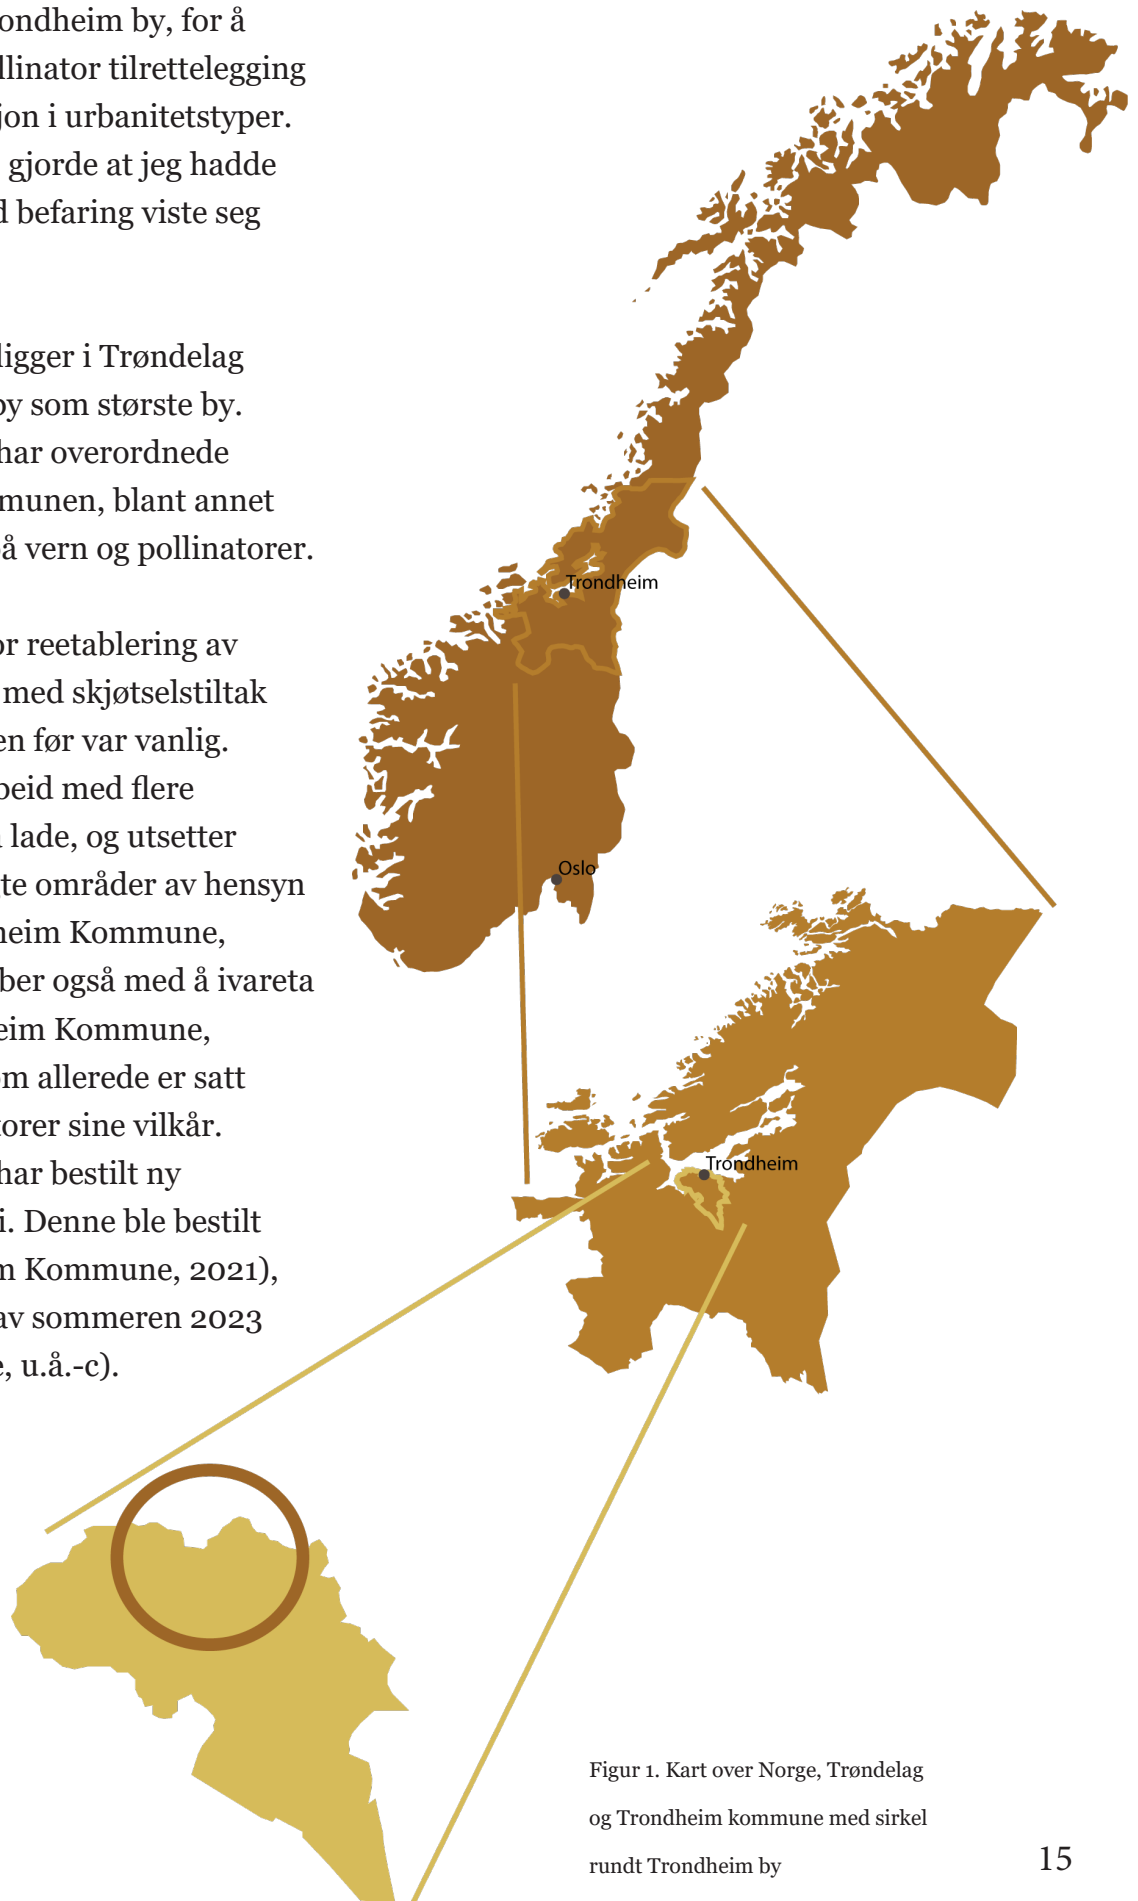 ondheim by, for å
llinator tilrettelegging
jon i urbanitetstyper.
gjorde at jeg hadde
d befaring viste seg
ligger i Trøndelag
by som største by.
har overordnede
munen, blant annet
på vern og pollinatorer.
or reetablering av
med skjøtselstiltak
en før var vanlig.
beid med flere
lade, og utsetter
te områder av hensyn
heim Kommune,
ber også med å ivareta
eim Kommune,
om allerede er satt
torer sine vilkår.
har bestilt ny
i. Denne ble bestilt
m Kommune, 2021),
av sommeren 2023
e, u.å.-c).
Trondheim
Oslo
Trondheim
Figur 1. Kart over Norge, Trøndelag
og Trondheim kommune med sirkel
rundt Trondheim by
15